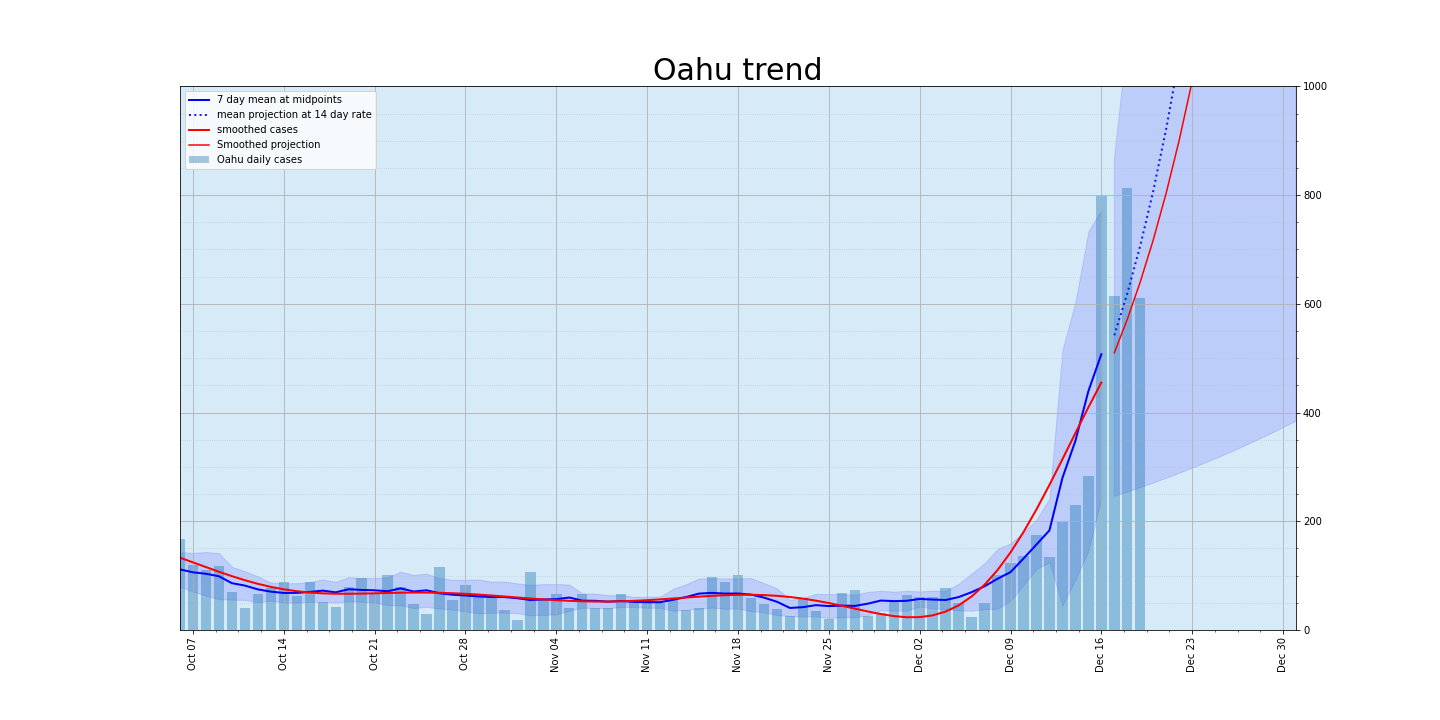 Oahu trend
7 day mean at midpoints
mean projection at 14 day rate
smoothed cases
Smoothed projection
Oahu daily cases
1000
800
600
400
200
0
Oct 07
Oct 14
Oct 21
Oct 28
Nov 04
Nov 11
Nov 18
Nov 25
Dec 02
Dec 09
Dec 16
Dec 23
Dec 30